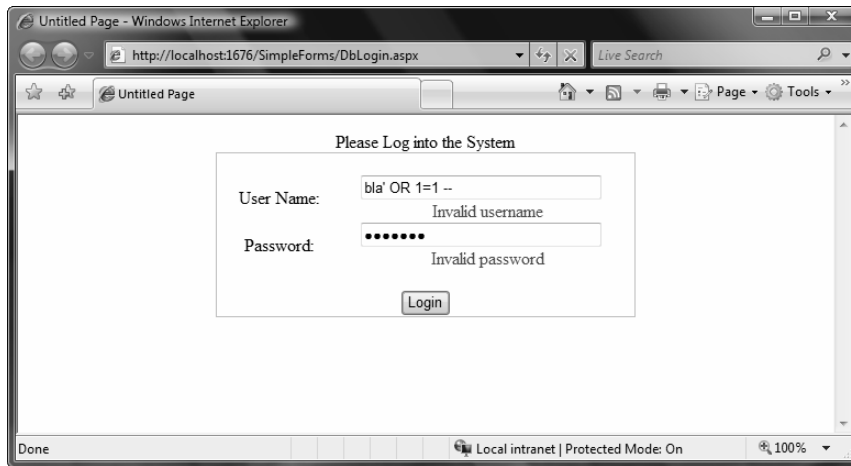 Untitled Page - Windows Internet Explorer
http://localhost:1676/SimpleForms/DbLogin.aspx
Live Search
Untitled Page
Page
Tools
Please Log into the System
User Name:
bla' OR 1=1 --
Invalid username
Password:
•••••••
Invalid password
Login
Done
Local intranet | Protected Mode: On
100%